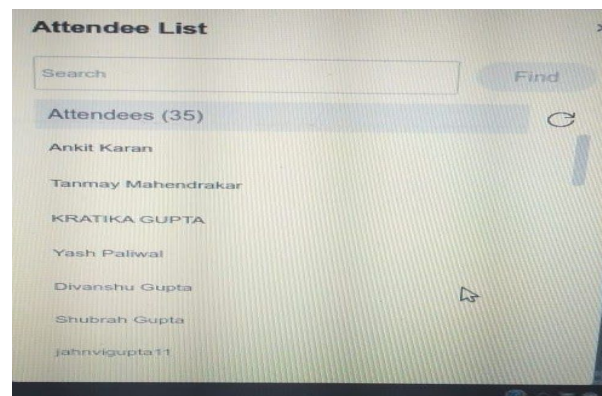 Attendee List
Search
Find
Attendees (35)
Ankit Karan
Tanmay Mahendrakar
KRATIKA GUPTA
Yash Paliwal
Divanshu Gupta
Shubrah Gupta
jahnvigupta11